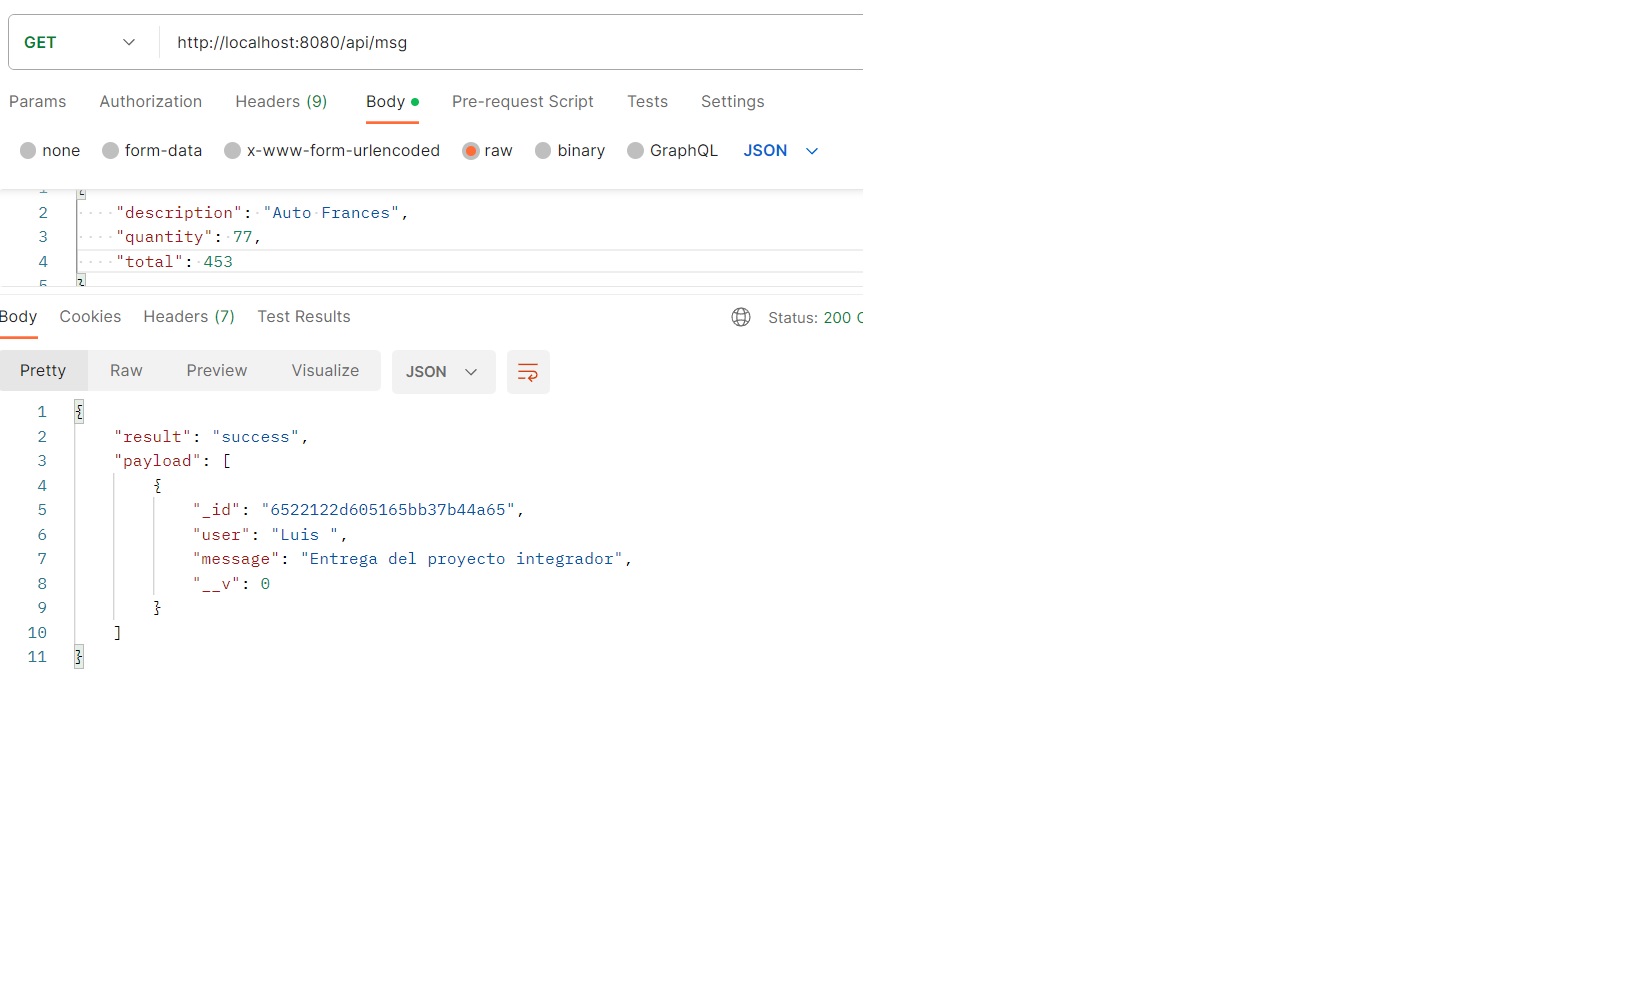 GET http://localhost:8080/api/msg
Params Authorization Headers (9) Body Pre-request Script Tests Settings
none form-data x-www-form-urlencoded raw binary GraphQL JSON
1 {
2 "description": "Auto Frances",
3 "quantity": 77,
4 "total": 453
5 }
Body Cookies Headers (7) Test Results Status: 200
Pretty Raw Preview Visualize JSON
1 {
2 "result": "success",
3 "payload": [
4 {
5 "_id": "6522122d605165bb37b44a65",
6 "user": "Luis ",
7 "message": "Entrega del proyecto integrador",
8 "__v": 0
9 }
10 ]
11 }